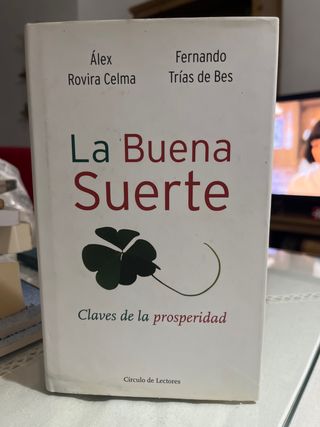 Álex
Rovira Celma
Fernando
Trías de Bes
La Buena
Suerte
Claves de la prosperidad
Círculo de Lectores